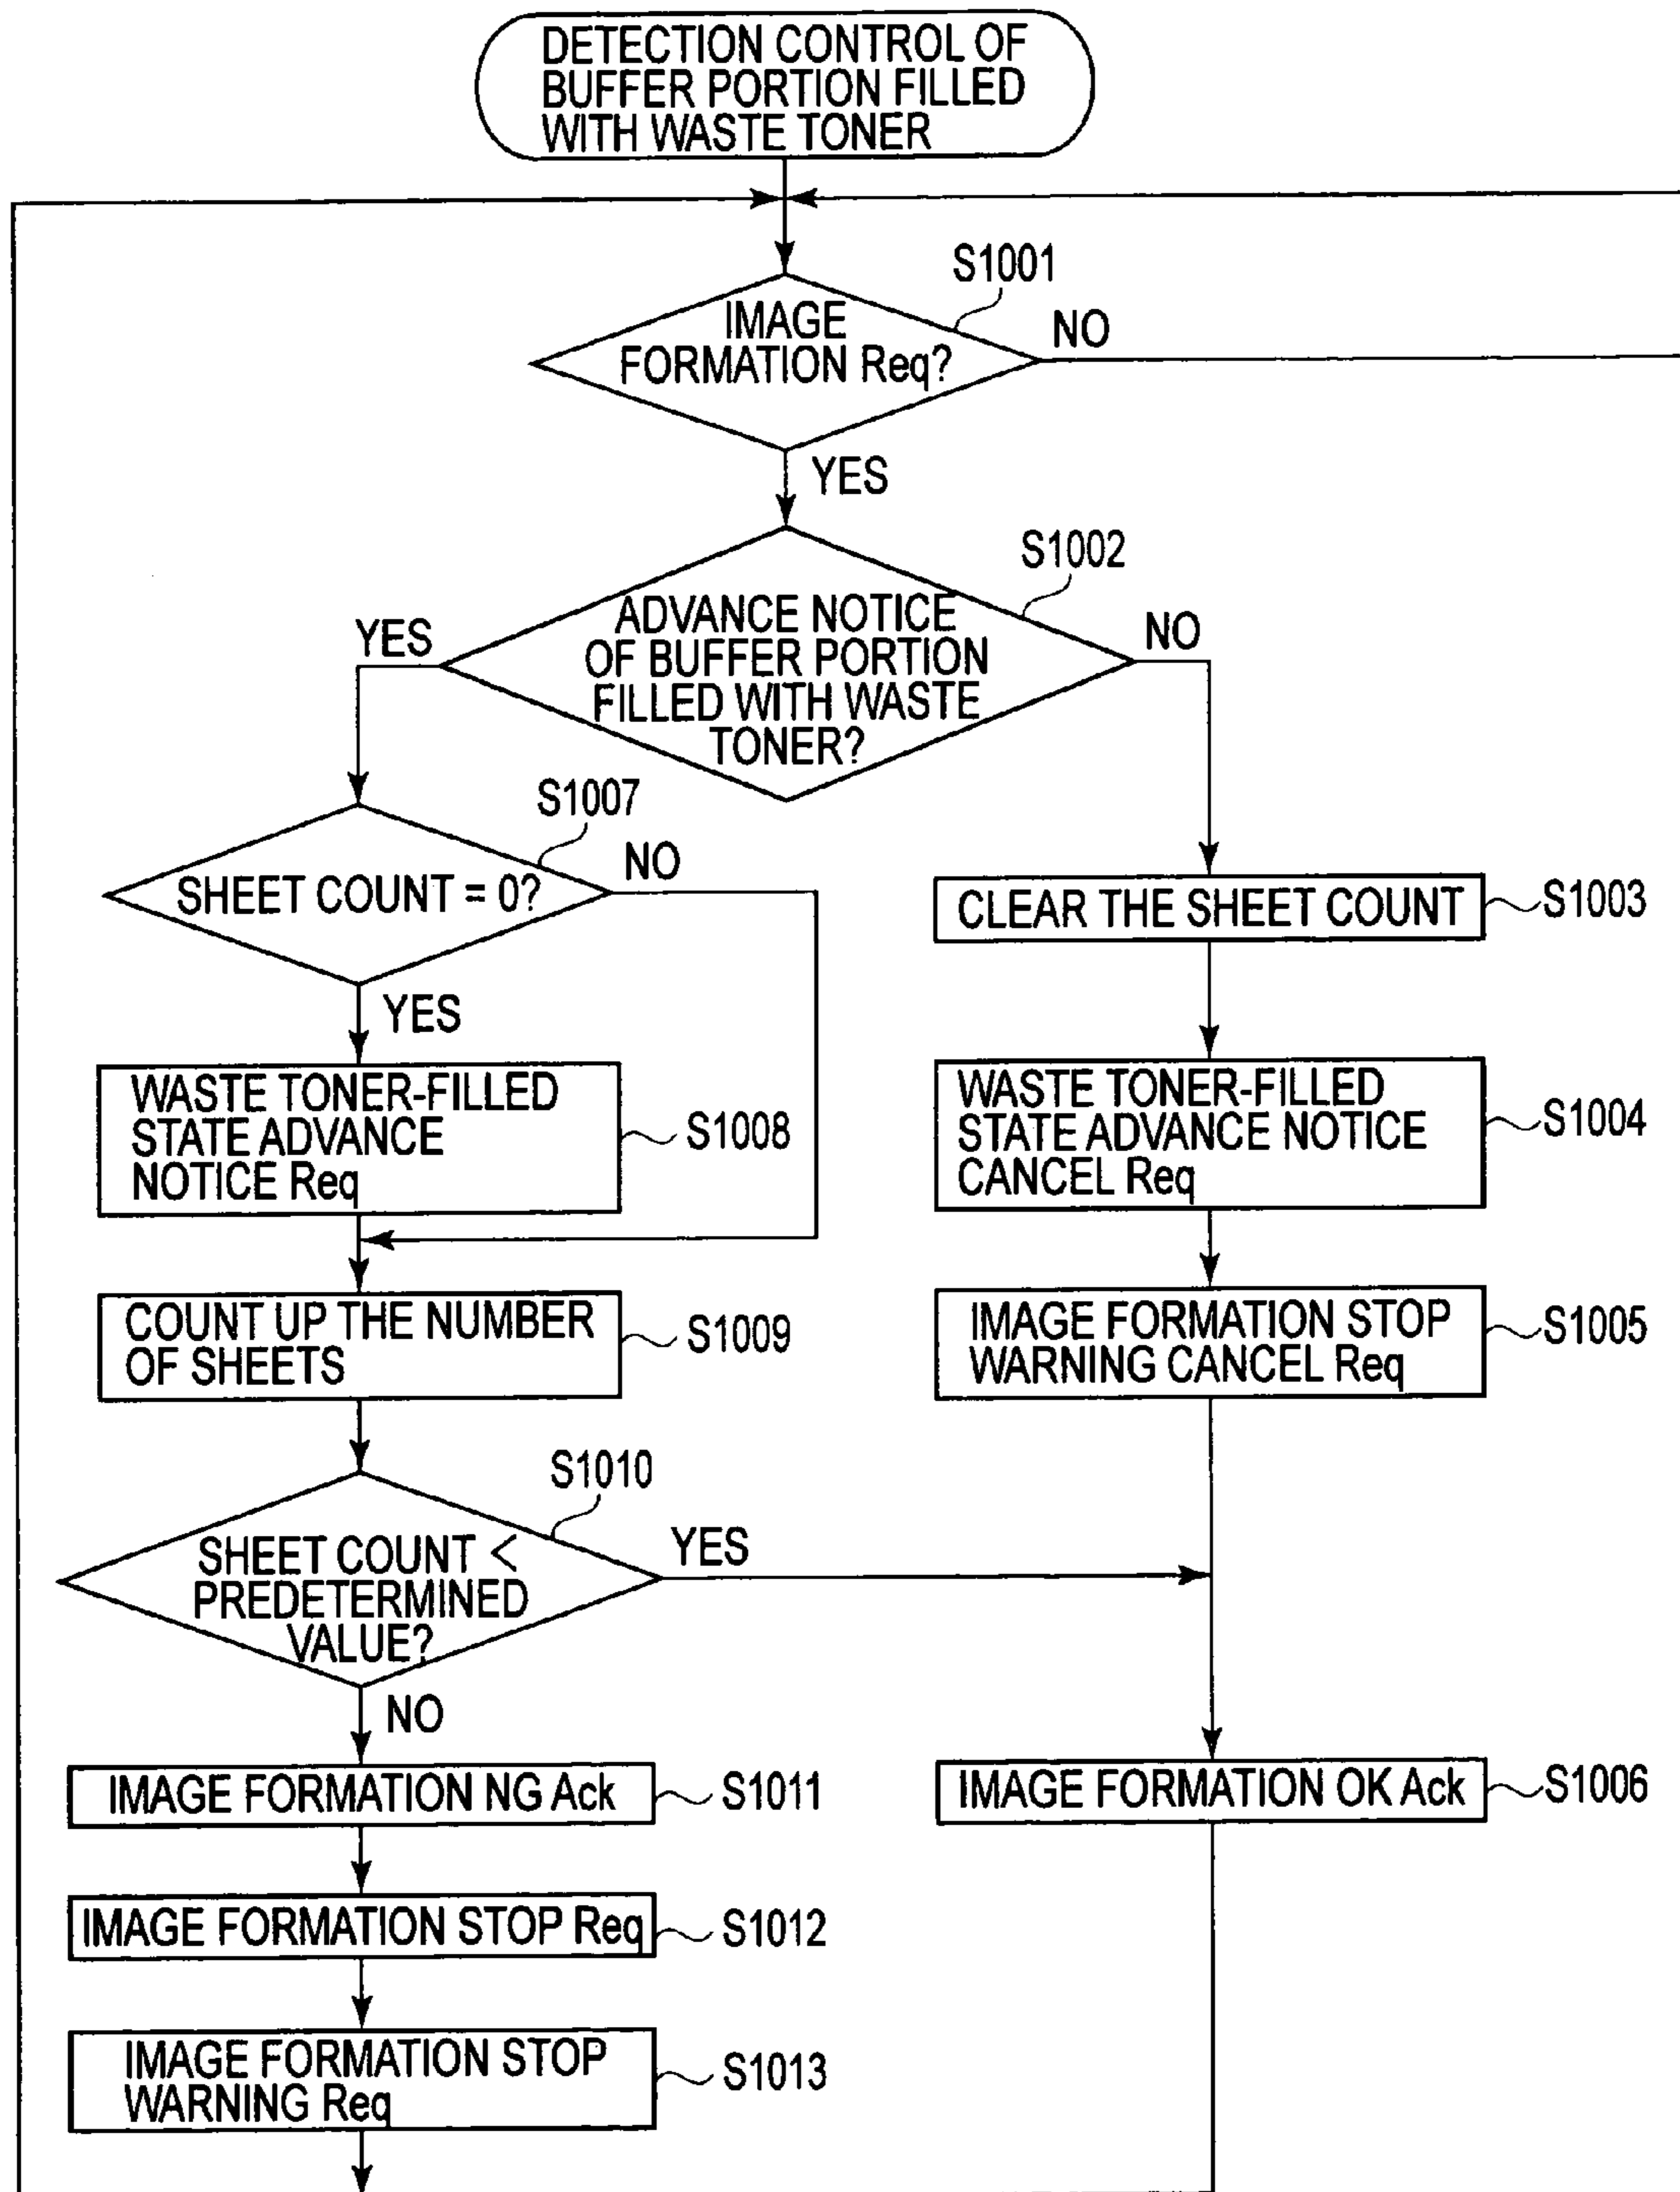 DETECTION CONTROL OF
BUFFER PORTION FILLED
WITH WASTE TONER
S1001
IMAGE
FORMATION Req?
NO
YES
S1002
ADVANCE NOTICE
OF BUFFER PORTION
FILLED WITH WASTE
TONER?
YES
NO
S1007
SHEET COUNT = 0?
NO
YES
CLEAR THE SHEET COUNT
S1003
WASTE TONER-FILLED
STATE ADVANCE
NOTICE Req
S1008
WASTE TONER-FILLED
STATE ADVANCE NOTICE
CANCEL Req
S1004
COUNT UP THE NUMBER
OF SHEETS
S1009
IMAGE FORMATION STOP
WARNING CANCEL Req
S1005
S1010
SHEET COUNT <
PREDETERMINED
VALUE?
YES
NO
IMAGE FORMATION NG Ack
S1011
IMAGE FORMATION OK Ack
S1006
IMAGE FORMATION STOP Req
S1012
IMAGE FORMATION STOP
WARNING Req
S1013